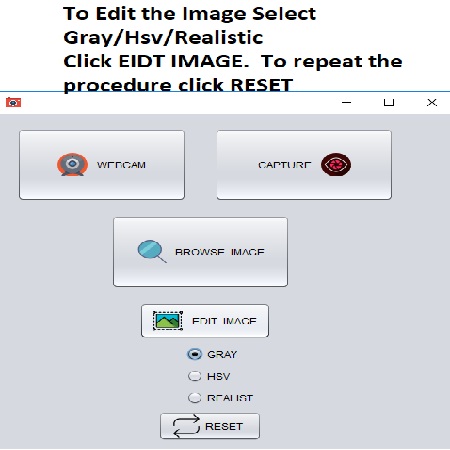 To Edit the Image Select
Gray/Hsv/Realistic
Click EIDT IMAGE.  To repeat the
procedure click RESET
WEBCAM
CAPTURE
BROWSE IMAGE
EDIT IMAGE
GRAY
HSV
REALIST
RESET